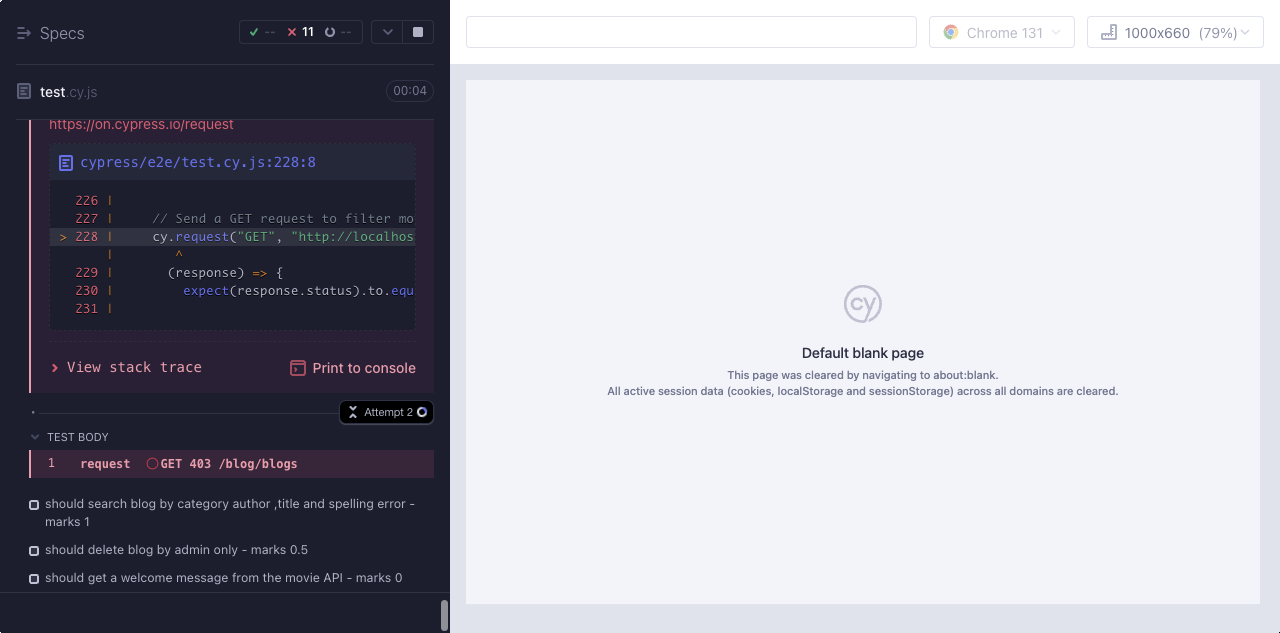 Specs
-- 11 --
Chrome 131
1000x660 (79%)
test.cy.js
00:04
https://on.cypress.io/request
cypress/e2e/test.cy.js:228:8
226 |
227 | // Send a GET request to filter mo
> 228 | cy.request("GET", "http://localhos
| ^
229 | (response) => {
230 | expect(response.status).to.equ
231 |
View stack trace
Print to console
Attempt 2
TEST BODY
1 request GET 403 /blog/blogs
should search blog by category author ,title and spelling error -
marks 1
should delete blog by admin only - marks 0.5
should get a welcome message from the movie API - marks 0
cy
Default blank page
This page was cleared by navigating to about:blank.
All active session data (cookies, localStorage and sessionStorage) across all domains are cleared.